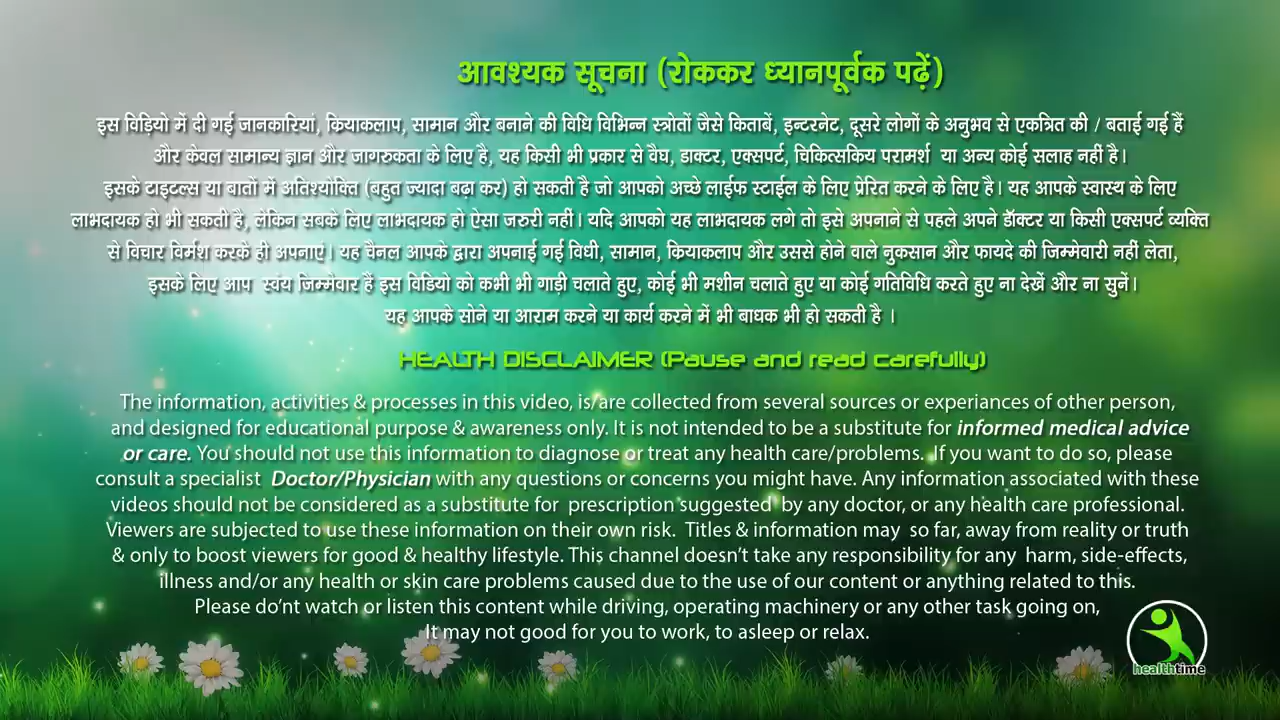 आवश्यक सूचना (रोककर ध्यानपूर्वक पढ़ें)
इस विड़ियो में दी गई जानकारियां, कियाकलाप, सामान और बनाने की विधि विभिन्न स्त्रोतों जैसे किताबें, इन्टरनेट, दूसरे लोगों के अनुभव से एकत्रित की / बताई गई हैं
और केवल सामान्य ज्ञान और जागरुकता के लिए है, यह किसी भी प्रकार से वैघ, डाक्टर, एक्सपर्ट, चिकित्सकिय परामर्श या अन्य कोई सलाह नहीं है।
इसके टाइटल्स या बातों में अतिश्योक्ति (बहुत ज्यादा बढ़ा कर) हो सकती है जो आपको अच्छे लाईफ स्टाईल के लिए प्रेरित करने के लिए है। यह आपके स्वास्थ के लिए
लाभदायक हो भी सकती है, लेकिन सबके लिए लाभदायक हो ऐसा जरुरी नहीं। यदि आपको यह लाभदायक लगे तो इसे अपनाने से पहले अपने डॉक्टर या किसी एक्सपर्ट व्यक्ति
से विचार विर्मश करके ही अपनाएं। यह चैनल आपके द्वारा अपनाई गई विधी, सामान, कियाकलाप और उससे होने वाले नुकसान और फायदे की जिम्मेवारी नहीं लेता,
इसके लिए आप स्वंय जिम्मेवार हैं इस विडियो को कभी भी गाड़ी चलाते हुए, कोई भी मशीन चलाते हुए या कोई गतिविधि करते हुए ना देखें और ना सुनें।
यह आपके सोने या आराम करने या कार्य करने में भी बाधक भी हो सकती है ।
HEALTH DISCLAIMER (Pause and read carefully)
The information, activities & processes in this video, is/are collected from several sources or experiances of other person,
and designed for educational purpose & awareness only. It is not intended to be a substitute for informed medical advice
or care. You should not use this information to diagnose or treat any health care/problems. If you want to do so, please
consult a specialist Doctor/Physician with any questions or concerns you might have. Any information associated with these
videos should not be considered as a substitute for prescription suggested by any doctor, or any health care professional.
Viewers are subjected to use these information on their own risk. Titles & information may so far, away from reality or truth
& only to boost viewers for good & healthy lifestyle. This channel doesn't take any responsibility for any harm, side-effects,
illness and/or any health or skin care problems caused due to the use of our content or anything related to this.
Please do'nt watch or listen this content while driving, operating machinery or any other task going on,
It may not good for you to work, to asleep or relax.
healthtime